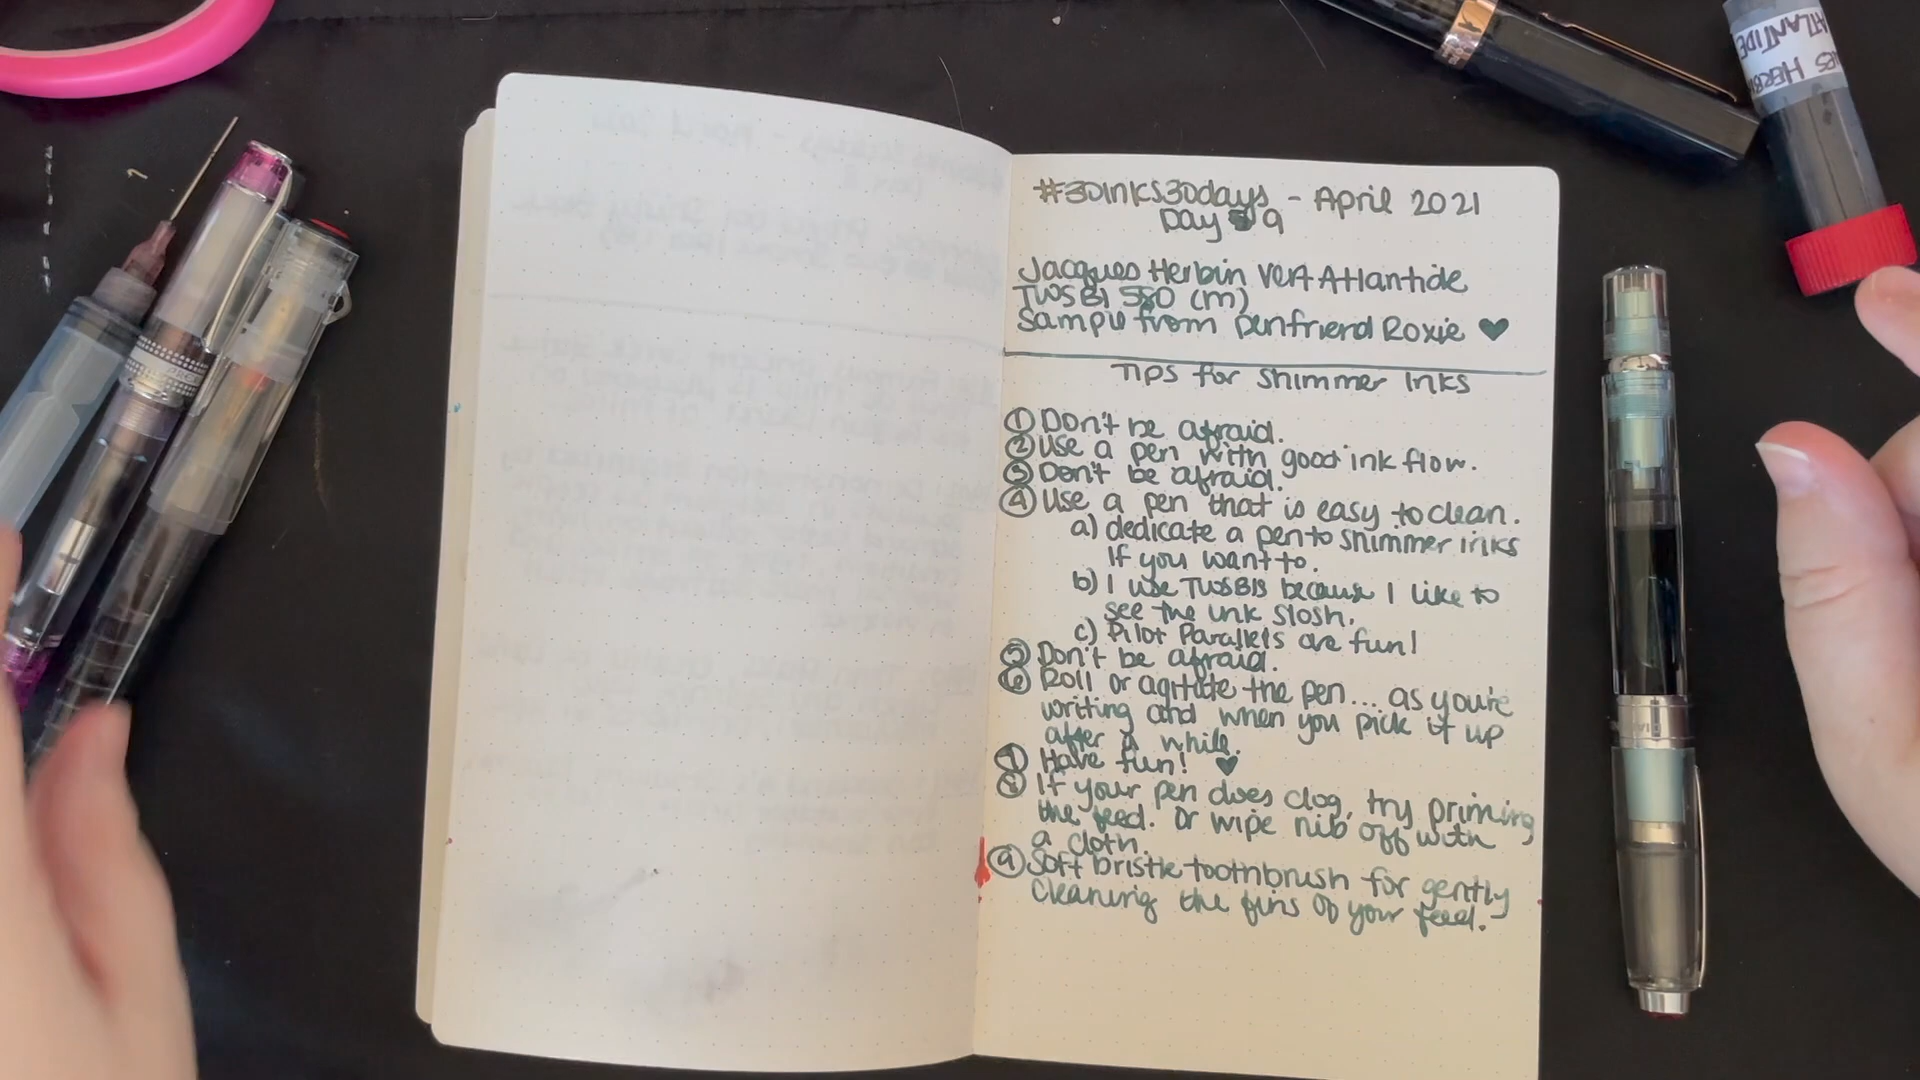 #30inks30days - April 2021
Day 9
Jacques Herbin Vert Atlantide
TWSBI 580 (m)
Sample from penfriend Roxie ♥
Tips for Shimmer Inks
① Don't be afraid.
② Use a pen with good ink flow.
③ Don't be afraid.
④ Use a pen that is easy to clean.
a) dedicate a pen to shimmer inks
if you want to.
b) I use TWSBIs because I like to
see the ink slosh.
c) Pilot Parallels are fun!
⑤ Don't be afraid.
⑥ Roll or agitate the pen... as you're
writing and when you pick it up
after a while.
⑦ Have fun! ♥
⑧ If your pen does clog, try priming
the feed. Or wipe nib off with
a cloth.
⑨ Soft bristle toothbrush for gently
cleaning the fins of your feed.
ATLANTIDE